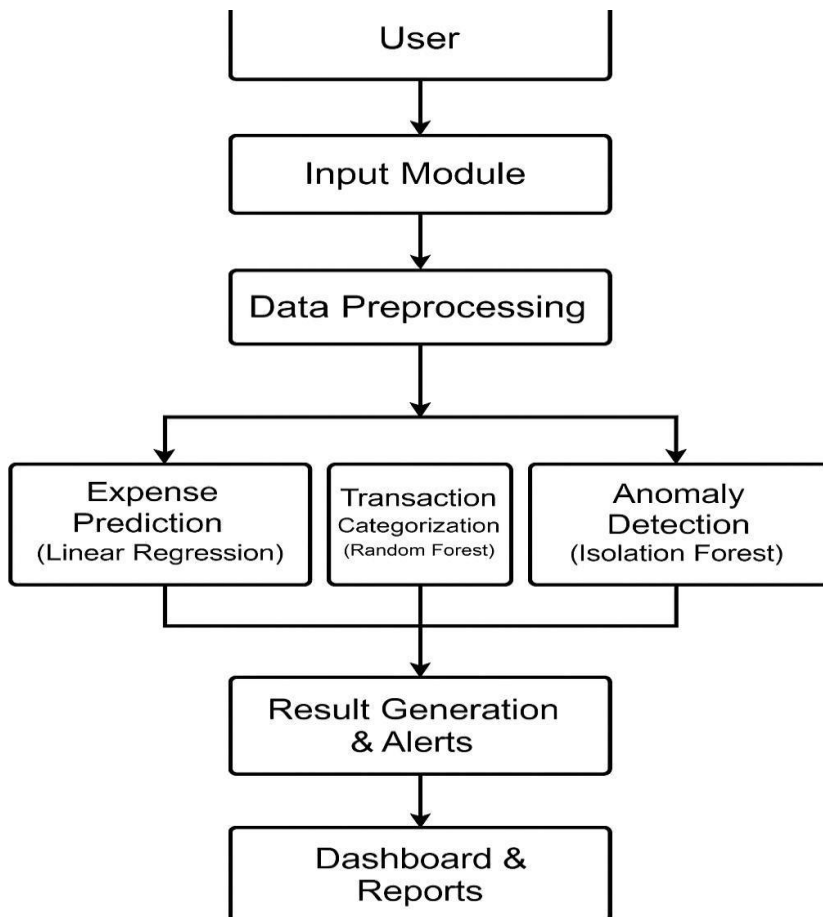 User
Input Module
Data Preprocessing
Expense
Prediction
(Linear Regression)
Transaction
Categorization
(Random Forest)
Anomaly
Detection
(Isolation Forest)
Result Generation
& Alerts
Dashboard &
Reports